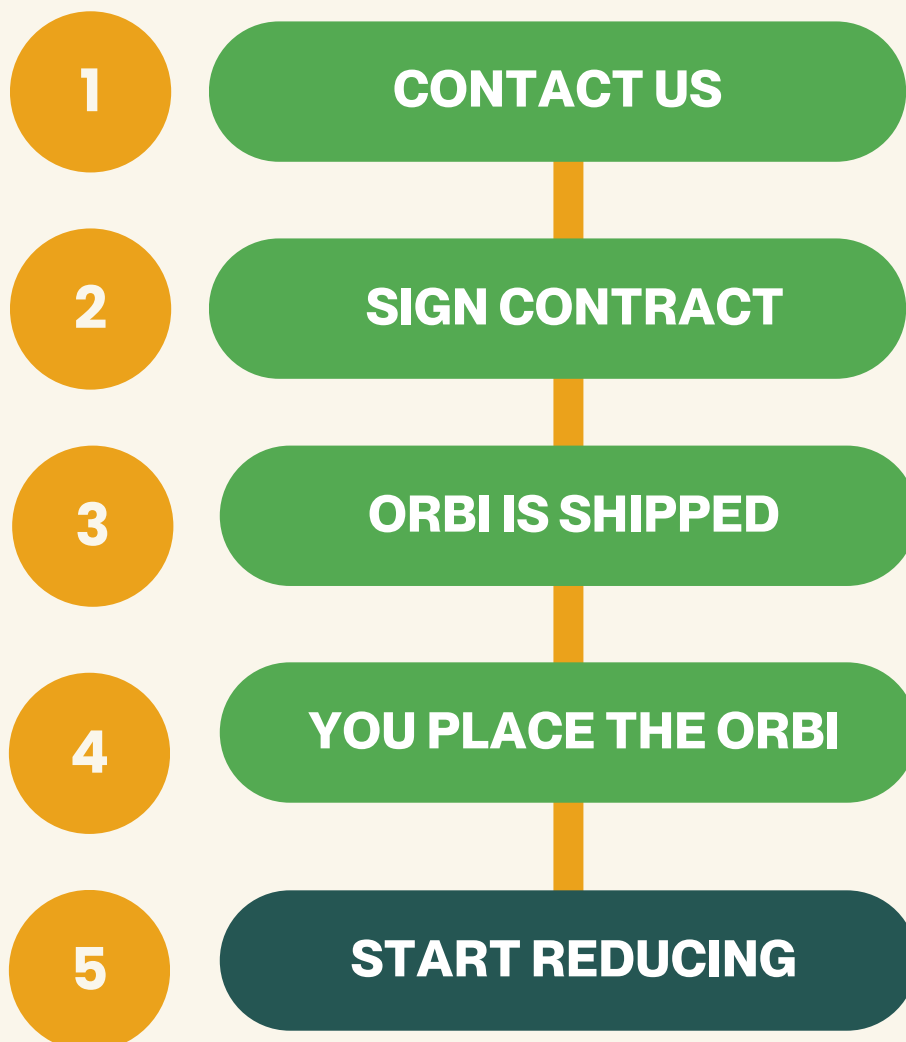 1
CONTACT US
2
SIGN CONTRACT
3
ORBI IS SHIPPED
4
YOU PLACE THE ORBI
5
START REDUCING